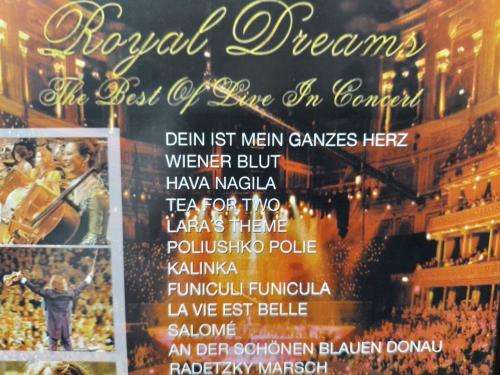 Royal Dreams
The Best Of Live In Concert
DEIN IST MEIN GANZES HERZ
WIENER BLUT
HAVA NAGILA
TEA FOR TWO
LARA'S THEME
POLIUSHKO POLIE
KALINKA
FUNICULI FUNICULA
LA VIE EST BELLE
SALOMÉ
AN DER SCHÖNEN BLAUEN DONAU
RADETZKY MARSCH